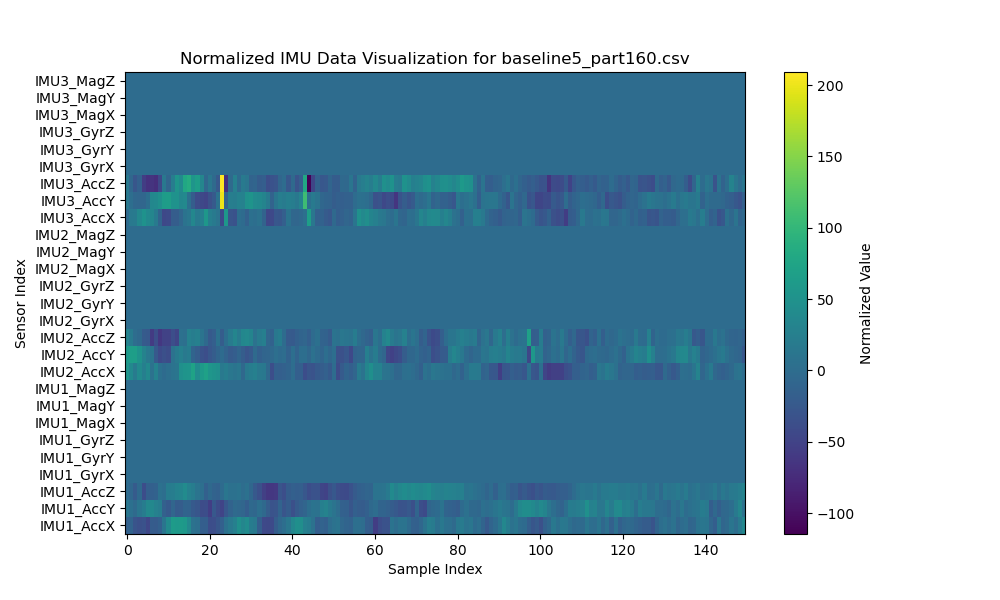 Normalized IMU Data Visualization for baseline5_part160.csv
Sensor Index
IMU3_MagZ
IMU3_MagY
IMU3_MagX
IMU3_GyrZ
IMU3_GyrY
IMU3_GyrX
IMU3_AccZ
IMU3_AccY
IMU3_AccX
IMU2_MagZ
IMU2_MagY
IMU2_MagX
IMU2_GyrZ
IMU2_GyrY
IMU2_GyrX
IMU2_AccZ
IMU2_AccY
IMU2_AccX
IMU1_MagZ
IMU1_MagY
IMU1_MagX
IMU1_GyrZ
IMU1_GyrY
IMU1_GyrX
IMU1_AccZ
IMU1_AccY
IMU1_AccX
0 20 40 60 80 100 120 140
Sample Index
200
150
100
50
0
−50
−100
Normalized Value